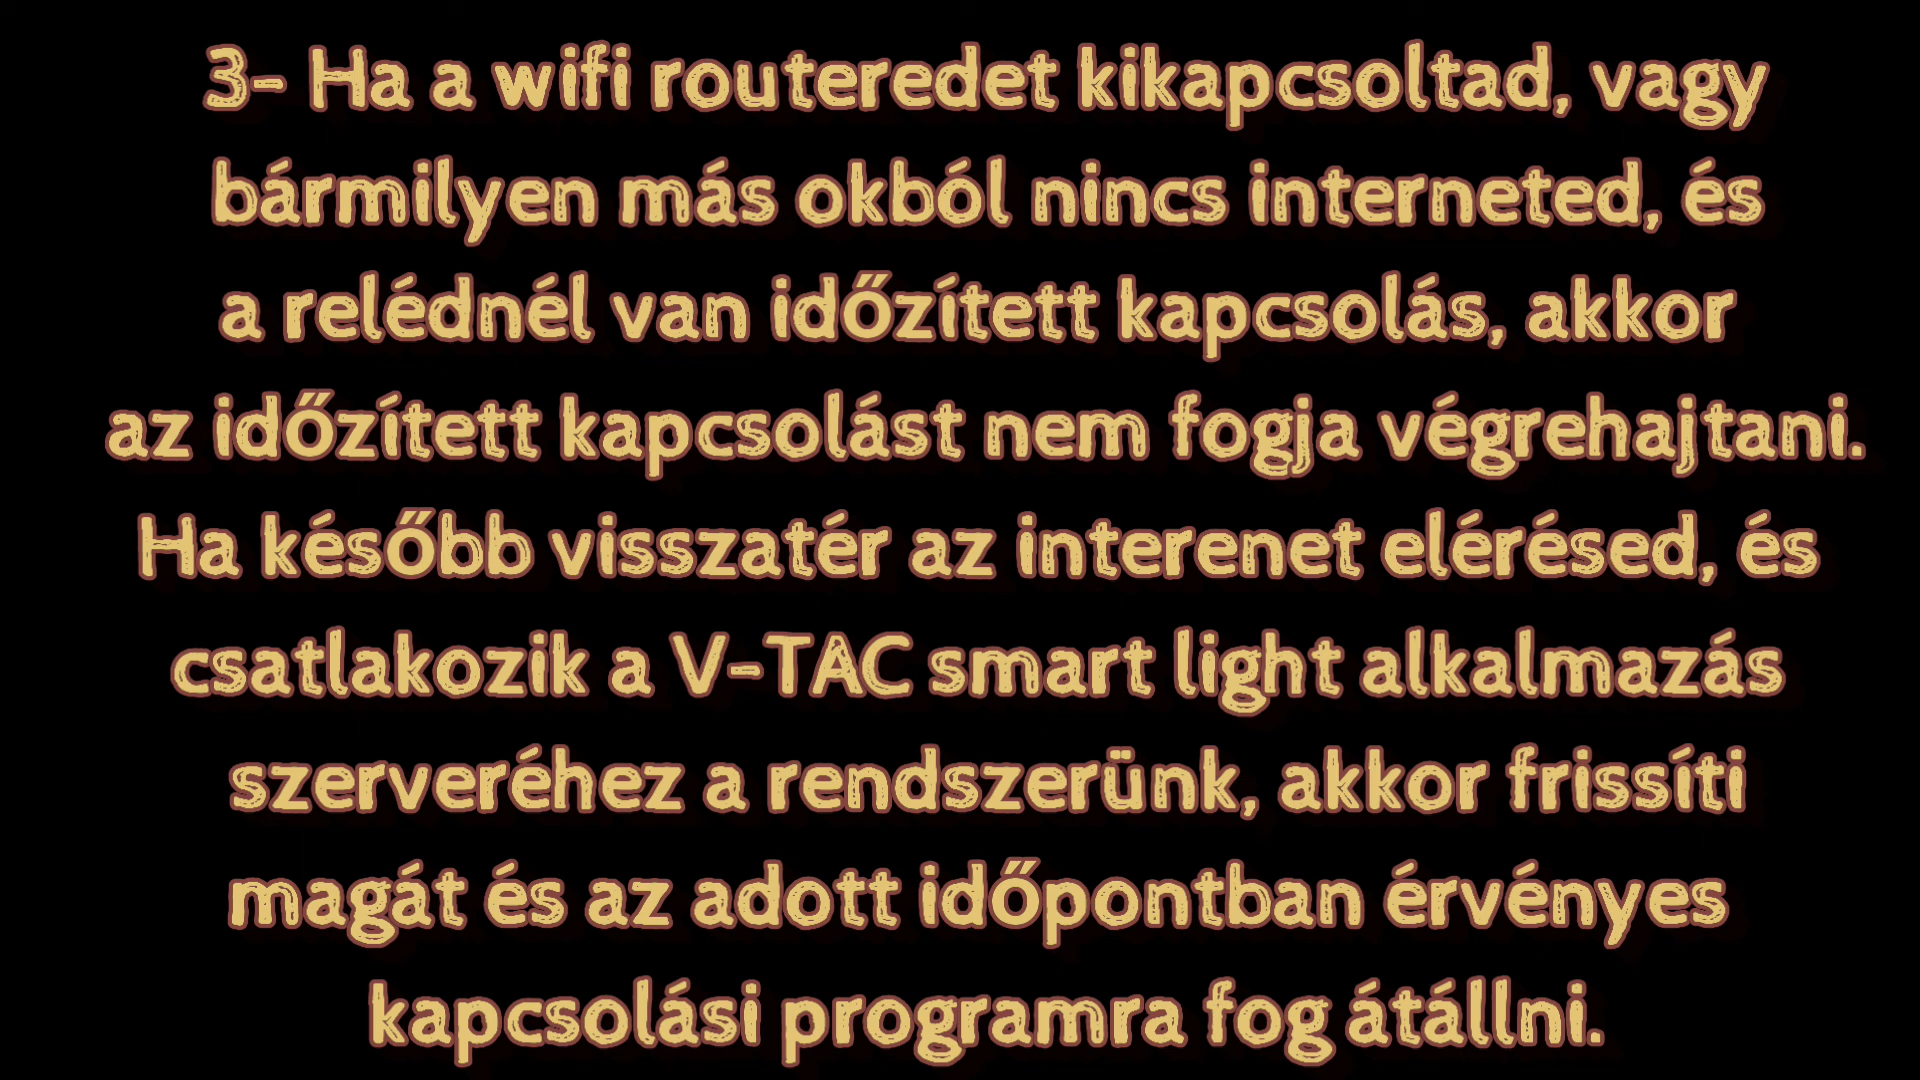 3- Ha a wifi routeredet kikapcsoltad, vagy
bármilyen más okból nincs interneted, és
a relédnél van időzített kapcsolás, akkor
az időzített kapcsolást nem fogja végrehajtani.
Ha később visszatér az interenet elérésed, és
csatlakozik a V-TAC smart light alkalmazás
szerveréhez a rendszerünk, akkor frissíti
magát és az adott időpontban érvényes
kapcsolási programra fog átállni.